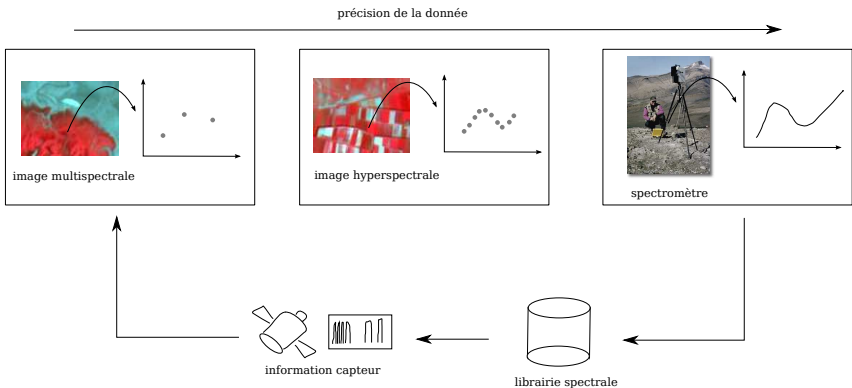 précision de la donnée
image multispectrale
image hyperspectrale
spectromètre
information capteur
librairie spectrale